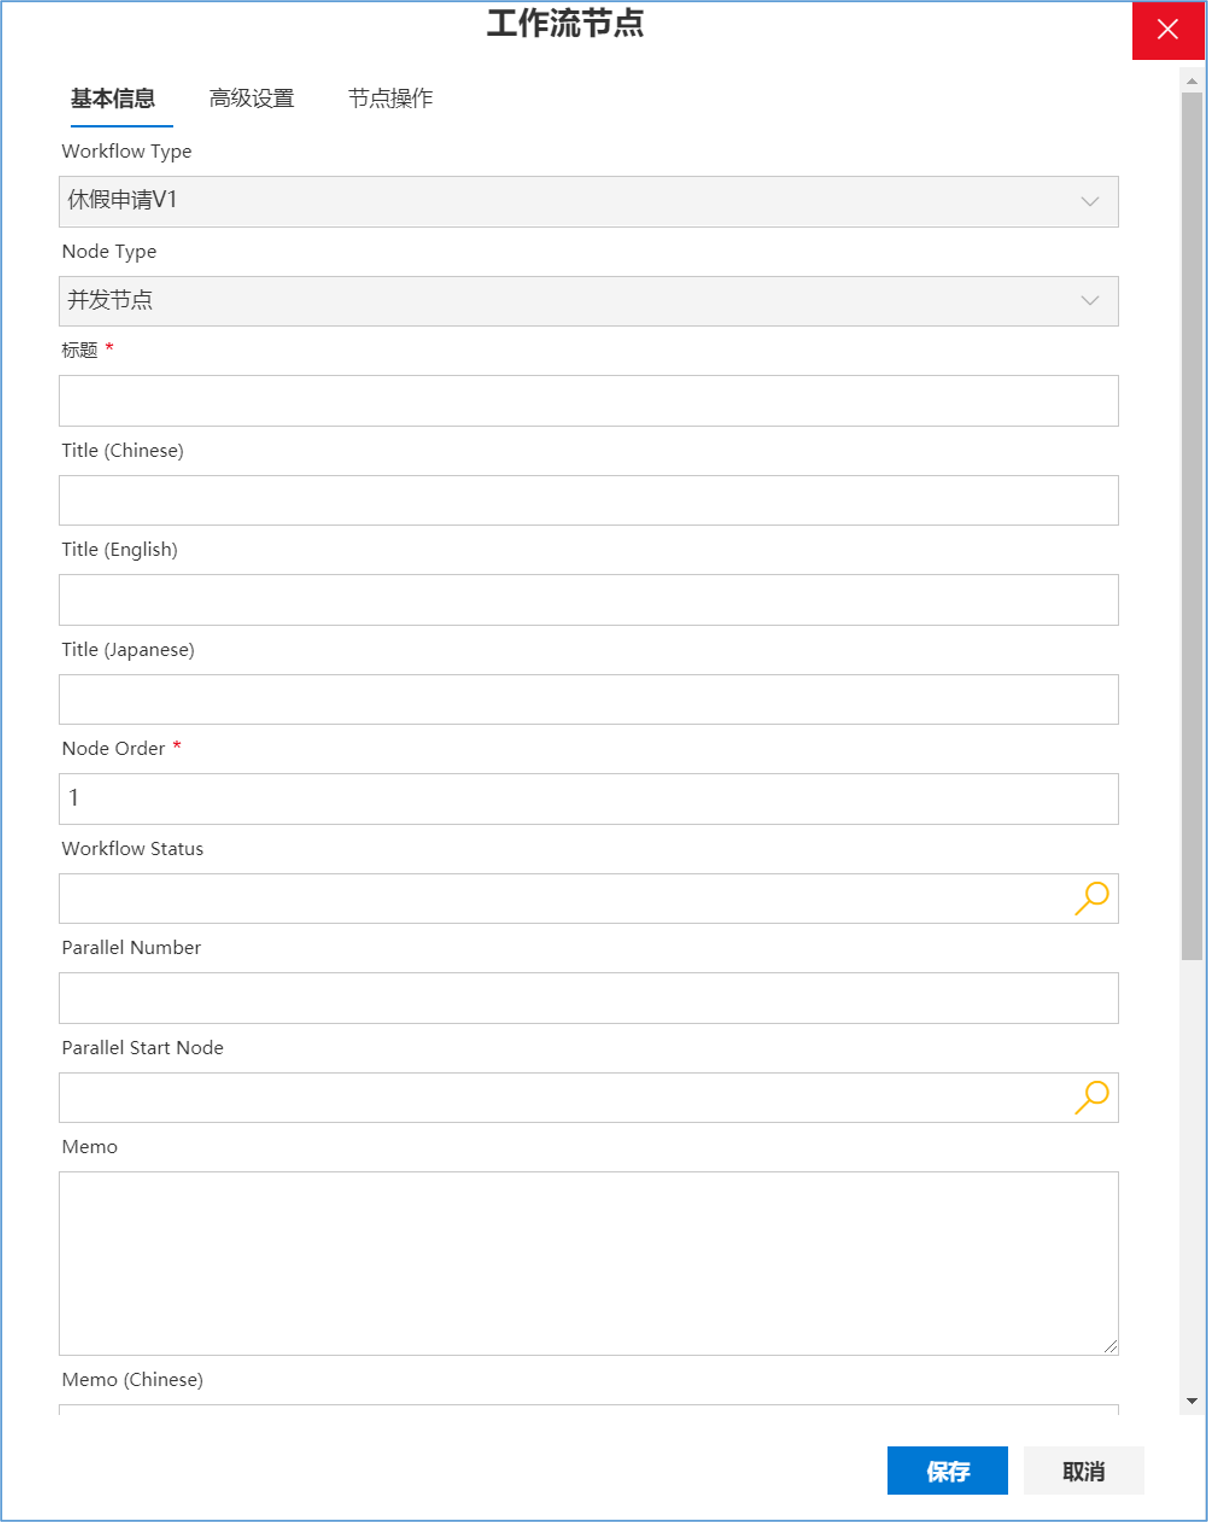 工作流节点
基本信息 高级设置 节点操作
Workflow Type
休假申请V1
Node Type
并发节点
标题 *
Title (Chinese)
Title (English)
Title (Japanese)
Node Order *
1
Workflow Status
Parallel Number
Parallel Start Node
Memo
Memo (Chinese)
保存 取消